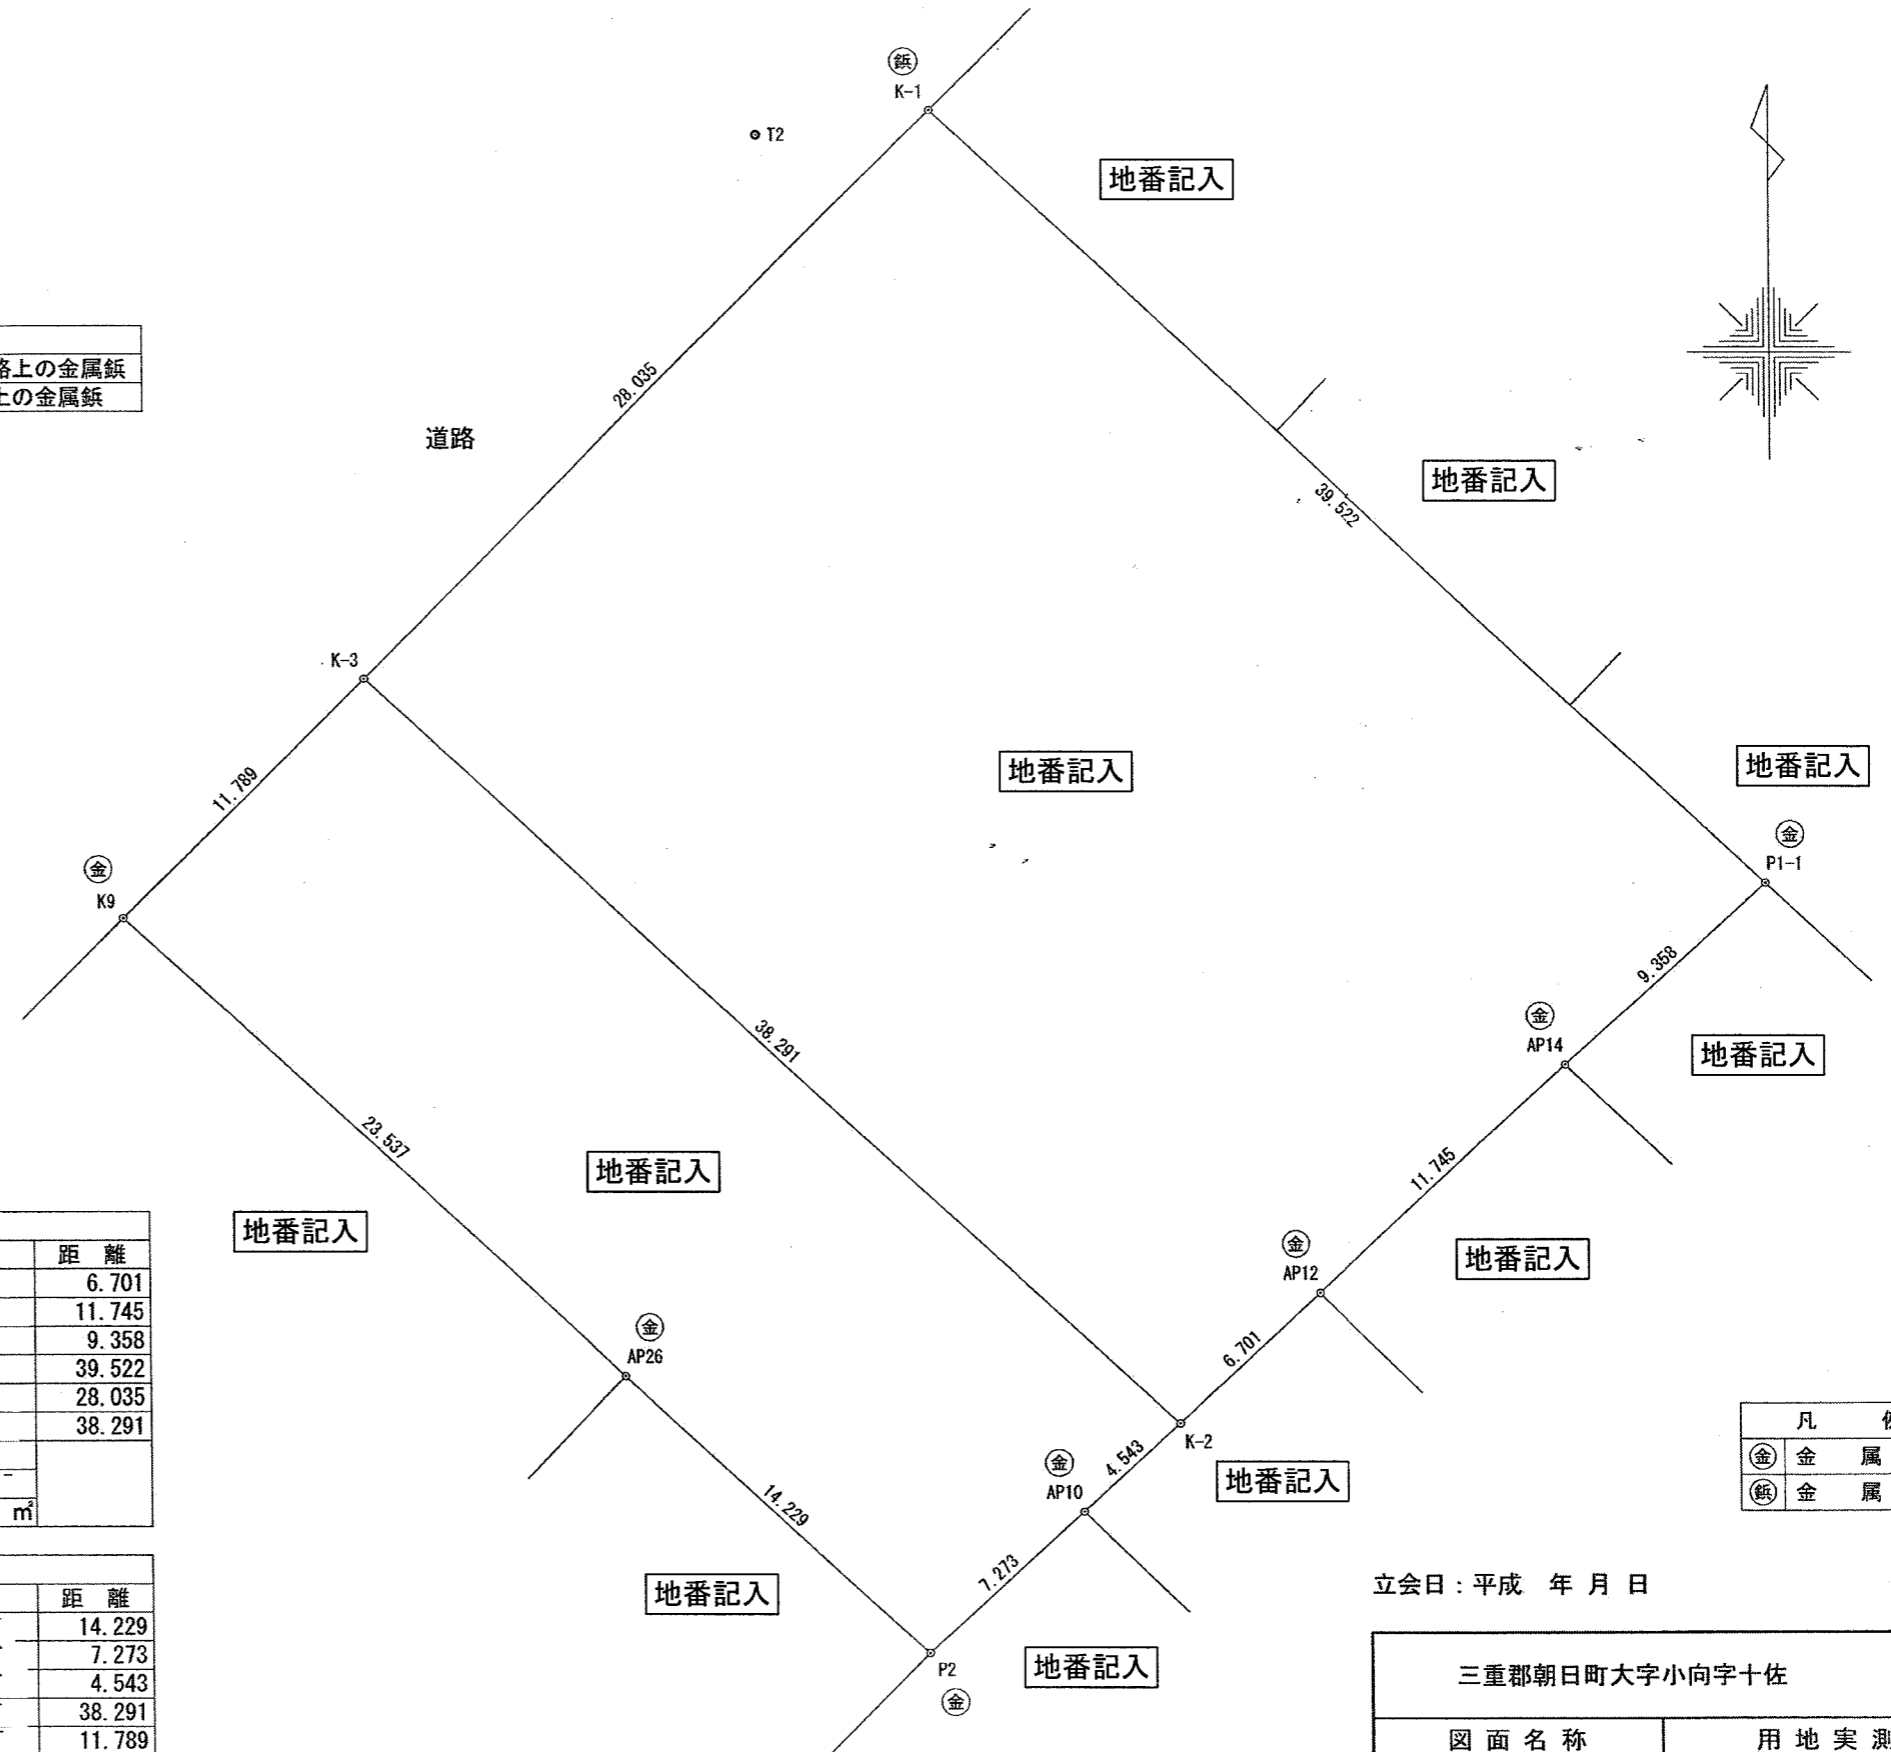 鋲
K-1
T2
地番記入
路上の金属鋲
上の金属鋲
28.035
道路
地番記入
39.522
K-3
地番記入
地番記入
11.789
金
P1-1
金
K9
9.358
金
AP14
地番記入
38.291
23.537
11.745
地番記入
地番記入
金
AP12
地番記入
距 離
6.701
11.745
9.358
39.522
28.035
38.291
㎡
金
AP26
6.701
K-2
4.543
金
AP10
地番記入
凡
金 金 属
鋲 金 属
14.229
7.273
地番記入
立会日：平成 年 月 日
距 離
14.229
7.273
4.543
38.291
11.789
P2
金
地番記入
三重郡朝日町大字小向字十佐
図 面 名 称
用 地 実 測